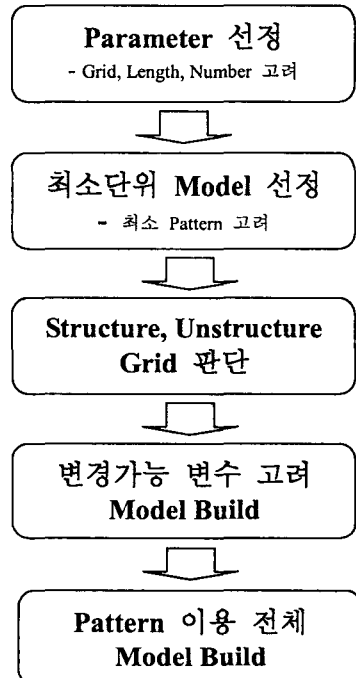 Parameter 선정
- Grid, Length, Number 고려
최소단위 Model 선정
- 최소 Pattern 고려
Structure, Unstructure
Grid 판단
변경가능 변수 고려
Model Build
Pattern 이용 전체
Model Build